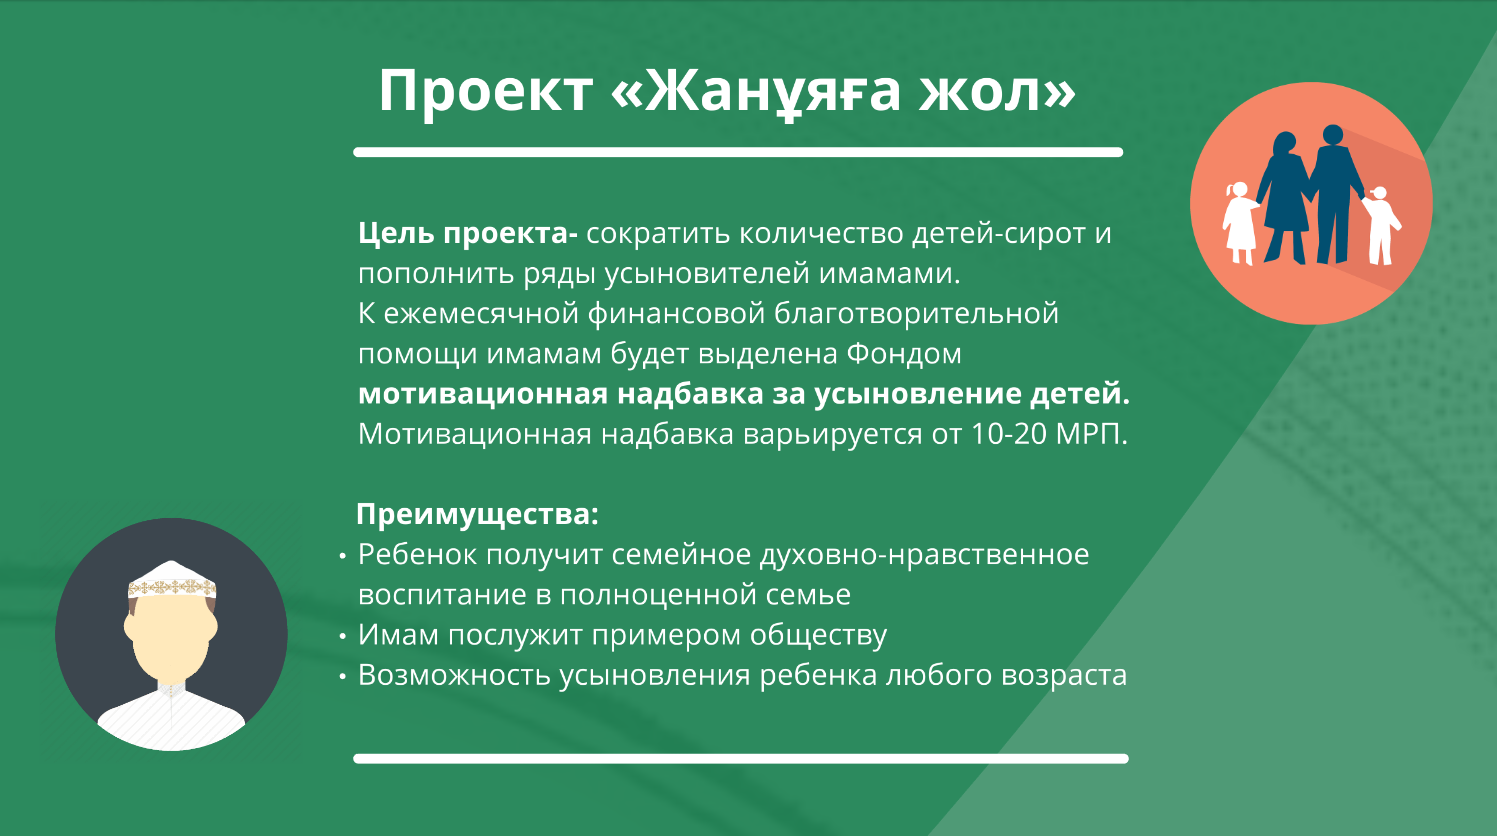 Проект «Жанұяға жол»
Цель проекта- сократить количество детей-сирот и
пополнить ряды усыновителей имамами.
К ежемесячной финансовой благотворительной
помощи имамам будет выделена Фондом
мотивационная надбавка за усыновление детей.
Мотивационная надбавка варьируется от 10-20 МРП.
Преимущества:
• Ребенок получит семейное духовно-нравственное
воспитание в полноценной семье
• Имам послужит примером обществу
• Возможность усыновления ребенка любого возраста